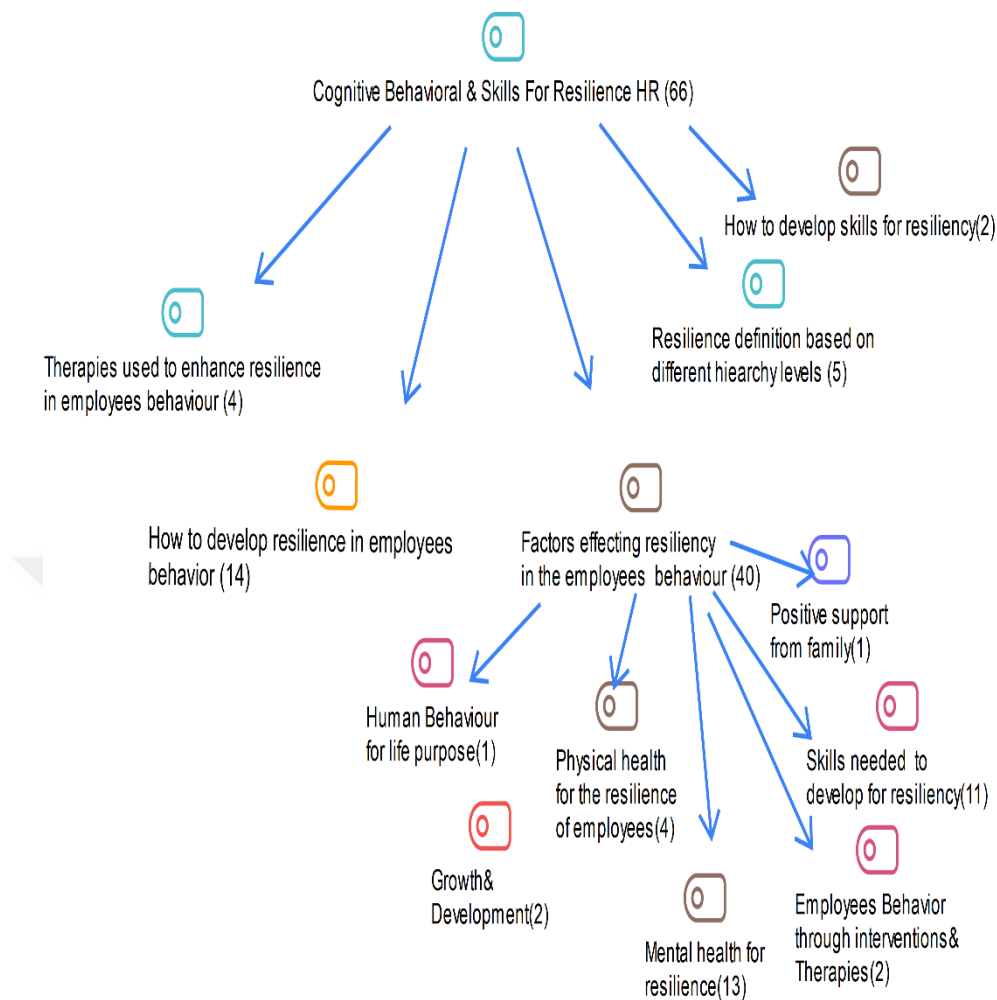 Cognitive Behavioral & Skills For Resilience HR (66)
How to develop skills for resiliency(2)
Resilience definition based on
different hiearchy levels (5)
Therapies used to enhance resilience
in employees behaviour (4)
How to develop resilience in employees
behavior (14)
Factors effecting resiliency
in the employees behaviour (40)
Positive support
from family(1)
Human Behaviour
for life purpose(1)
Physical health
for the resilience
of employees(4)
Skills needed to
develop for resiliency(11)
Growth&
Development(2)
Mental health for
resilience(13)
Employees Behavior
through interventions&
Therapies(2)